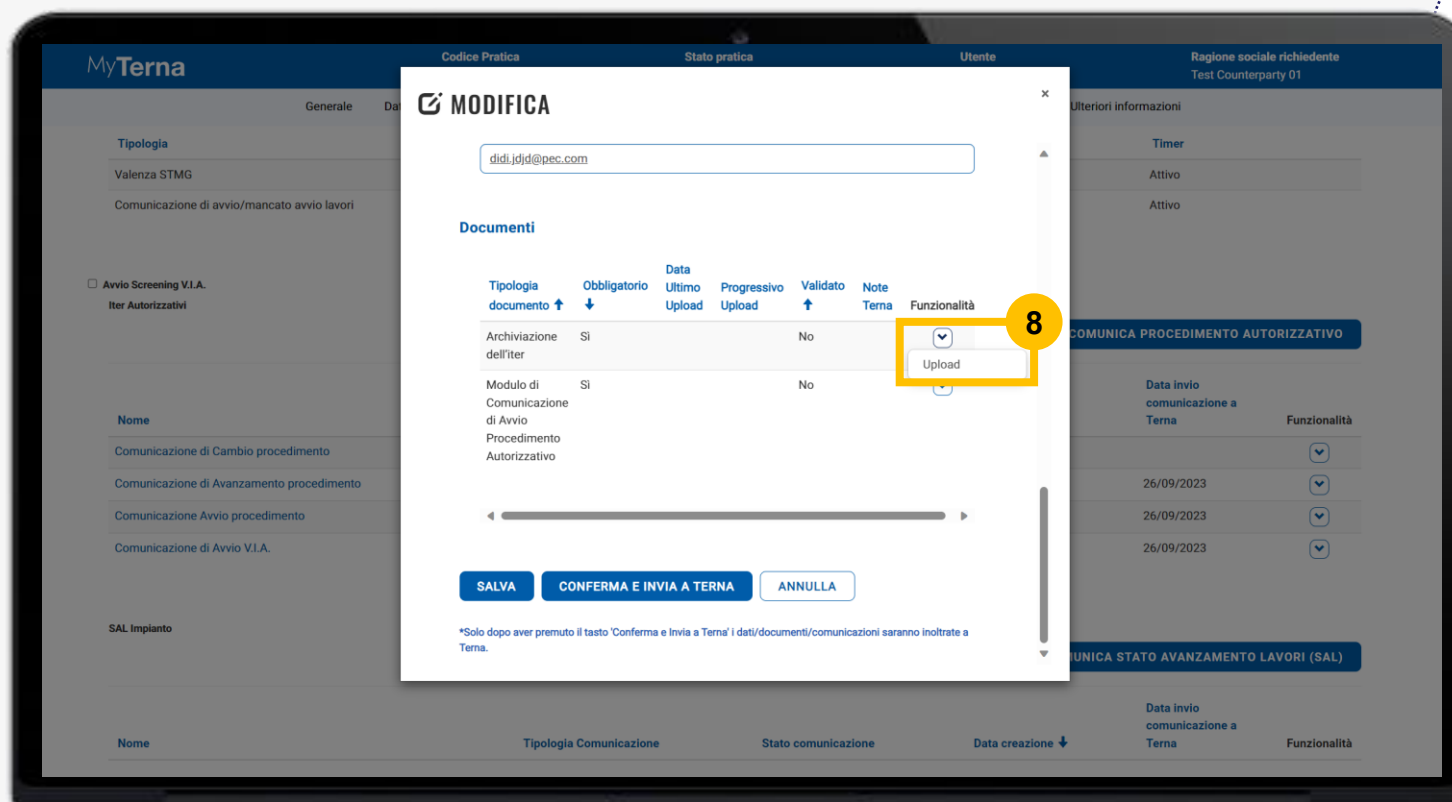 MyTerna
Codice Pratica
Stato pratica
Utente
Ragione sociale richiedente
Test Counterparty 01
Generale
Ulteriori informazioni
MODIFICA
×
Tipologia
Timer
Valenza STMG
Attivo
Comunicazione di avvio/mancato avvio lavori
Attivo
didi.jdjd@pec.com
Documenti
Tipologia documento ↑
Obbligatorio ↓
Data Ultimo Upload
Progressivo Upload
Validato ↑
Note Terna
Funzionalità
8
Archiviazione dell'iter
Sì
No
Upload
Modulo di Comunicazione di Avvio Procedimento Autorizzativo
Sì
No
SALVA
CONFERMA E INVIA A TERNA
ANNULLA
*Solo dopo aver premuto il tasto 'Conferma e Invia a Terna' i dati/documenti/comunicazioni saranno inoltrate a
Terna.
Avvio Screening V.I.A.
Iter Autorizzativi
COMUNICA PROCEDIMENTO AUTORIZZATIVO
Nome
Data invio comunicazione a Terna
Funzionalità
Comunicazione di Cambio procedimento
Comunicazione di Avanzamento procedimento
26/09/2023
Comunicazione Avvio procedimento
26/09/2023
Comunicazione di Avvio V.I.A.
26/09/2023
SAL Impianto
STATO AVANZAMENTO LAVORI (SAL)
Nome
Tipologia Comunicazione
Stato comunicazione
Data creazione ↓
Data invio comunicazione a Terna
Funzionalità